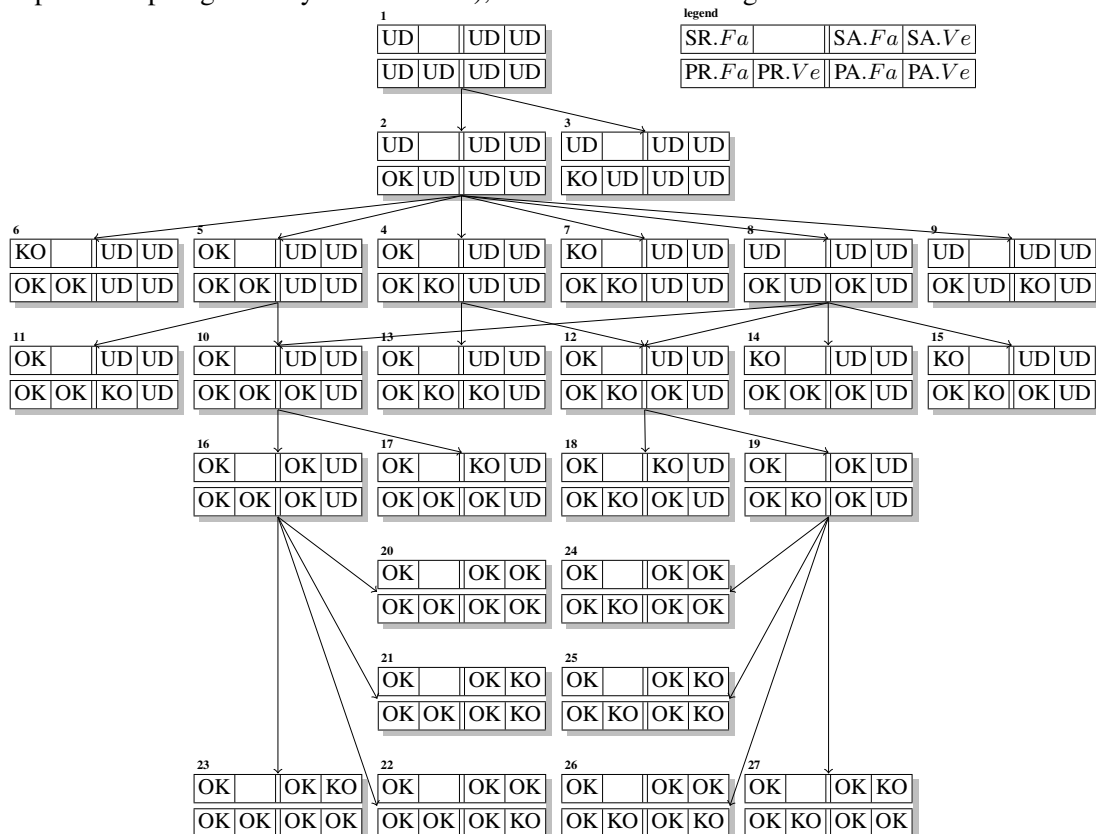 1 legend
UD UD UD SR.Fa SA.Fa SA.Ve
UD UD UD UD PR.Fa PR.Ve PA.Fa PA.Ve
2 3
UD UD UD UD UD UD
OK UD UD UD KO UD UD UD
6 5 4 7 8 9
KO UD UD OK UD UD OK UD UD KO UD UD UD UD UD UD UD UD
OK OK UD UD OK OK UD UD OK KO UD UD OK KO UD UD OK UD OK UD OK UD KO UD
11 10 13 12 14 15
OK UD UD OK UD UD OK UD UD OK UD UD KO UD UD KO UD UD
OK OK KO UD OK OK OK UD OK KO KO UD OK KO OK UD OK OK OK UD OK KO OK UD
16 17 18 19
OK OK UD OK KO UD OK KO UD OK OK UD
OK OK OK UD OK OK OK UD OK KO OK UD OK KO OK UD
20 24
OK OK OK OK OK OK
OK OK OK OK OK KO OK OK
21 25
OK OK KO OK OK KO
OK OK OK KO OK KO OK KO
23 22 26 27
OK OK KO OK OK OK OK OK OK OK OK KO
OK OK OK OK OK OK OK KO OK KO OK KO OK KO OK OK